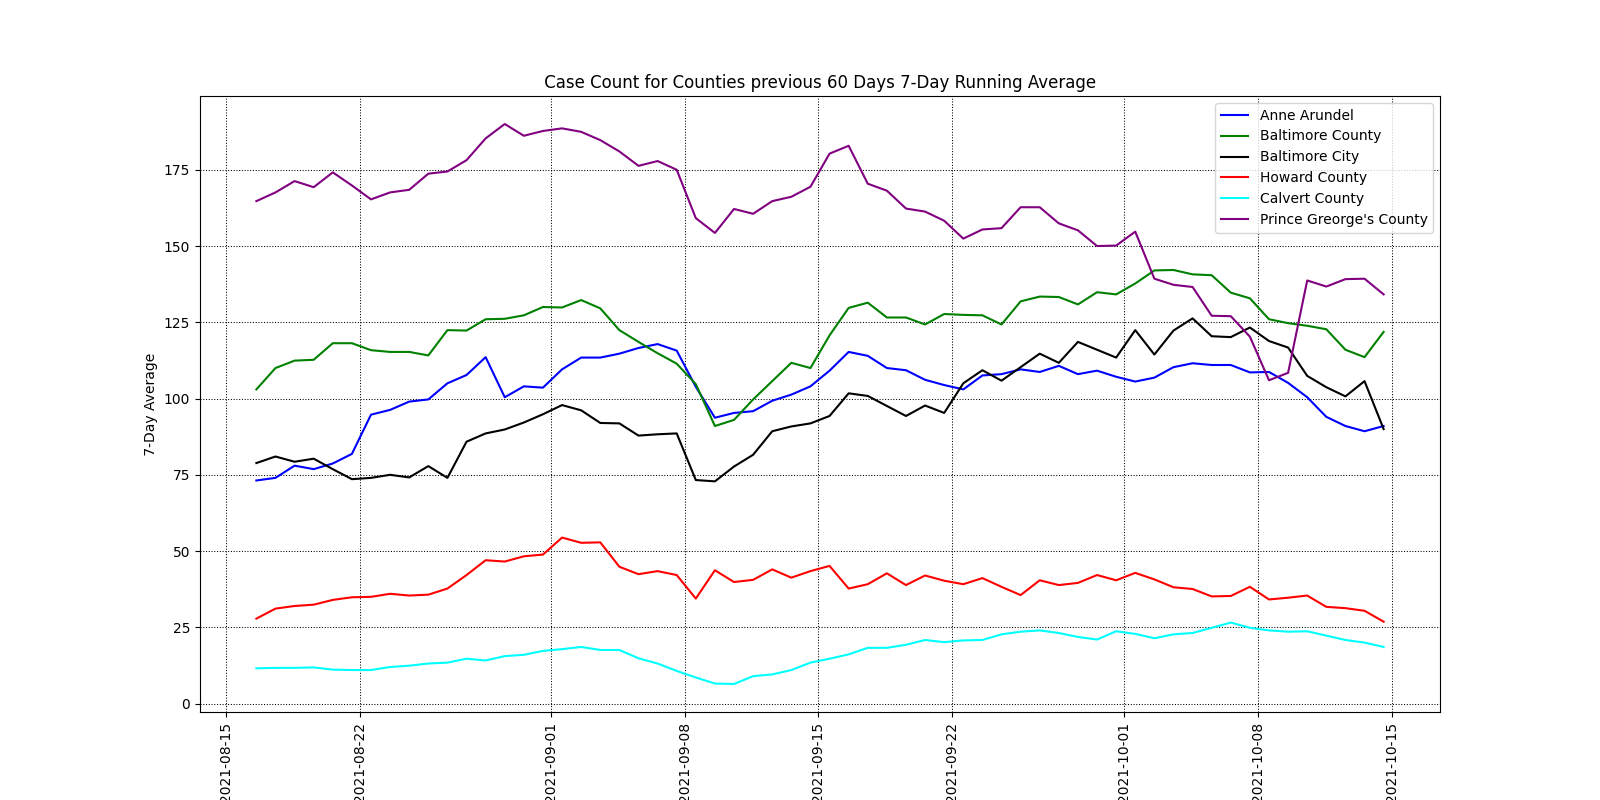 Case Count for Counties previous 60 Days 7-Day Running Average
Anne Arundel
Baltimore County
Baltimore City
Howard County
Calvert County
Prince Greorge's County
7-Day Average
175
150
125
100
75
50
25
0
2021-08-15
2021-08-22
2021-09-01
2021-09-08
2021-09-15
2021-09-22
2021-10-01
2021-10-08
2021-10-15